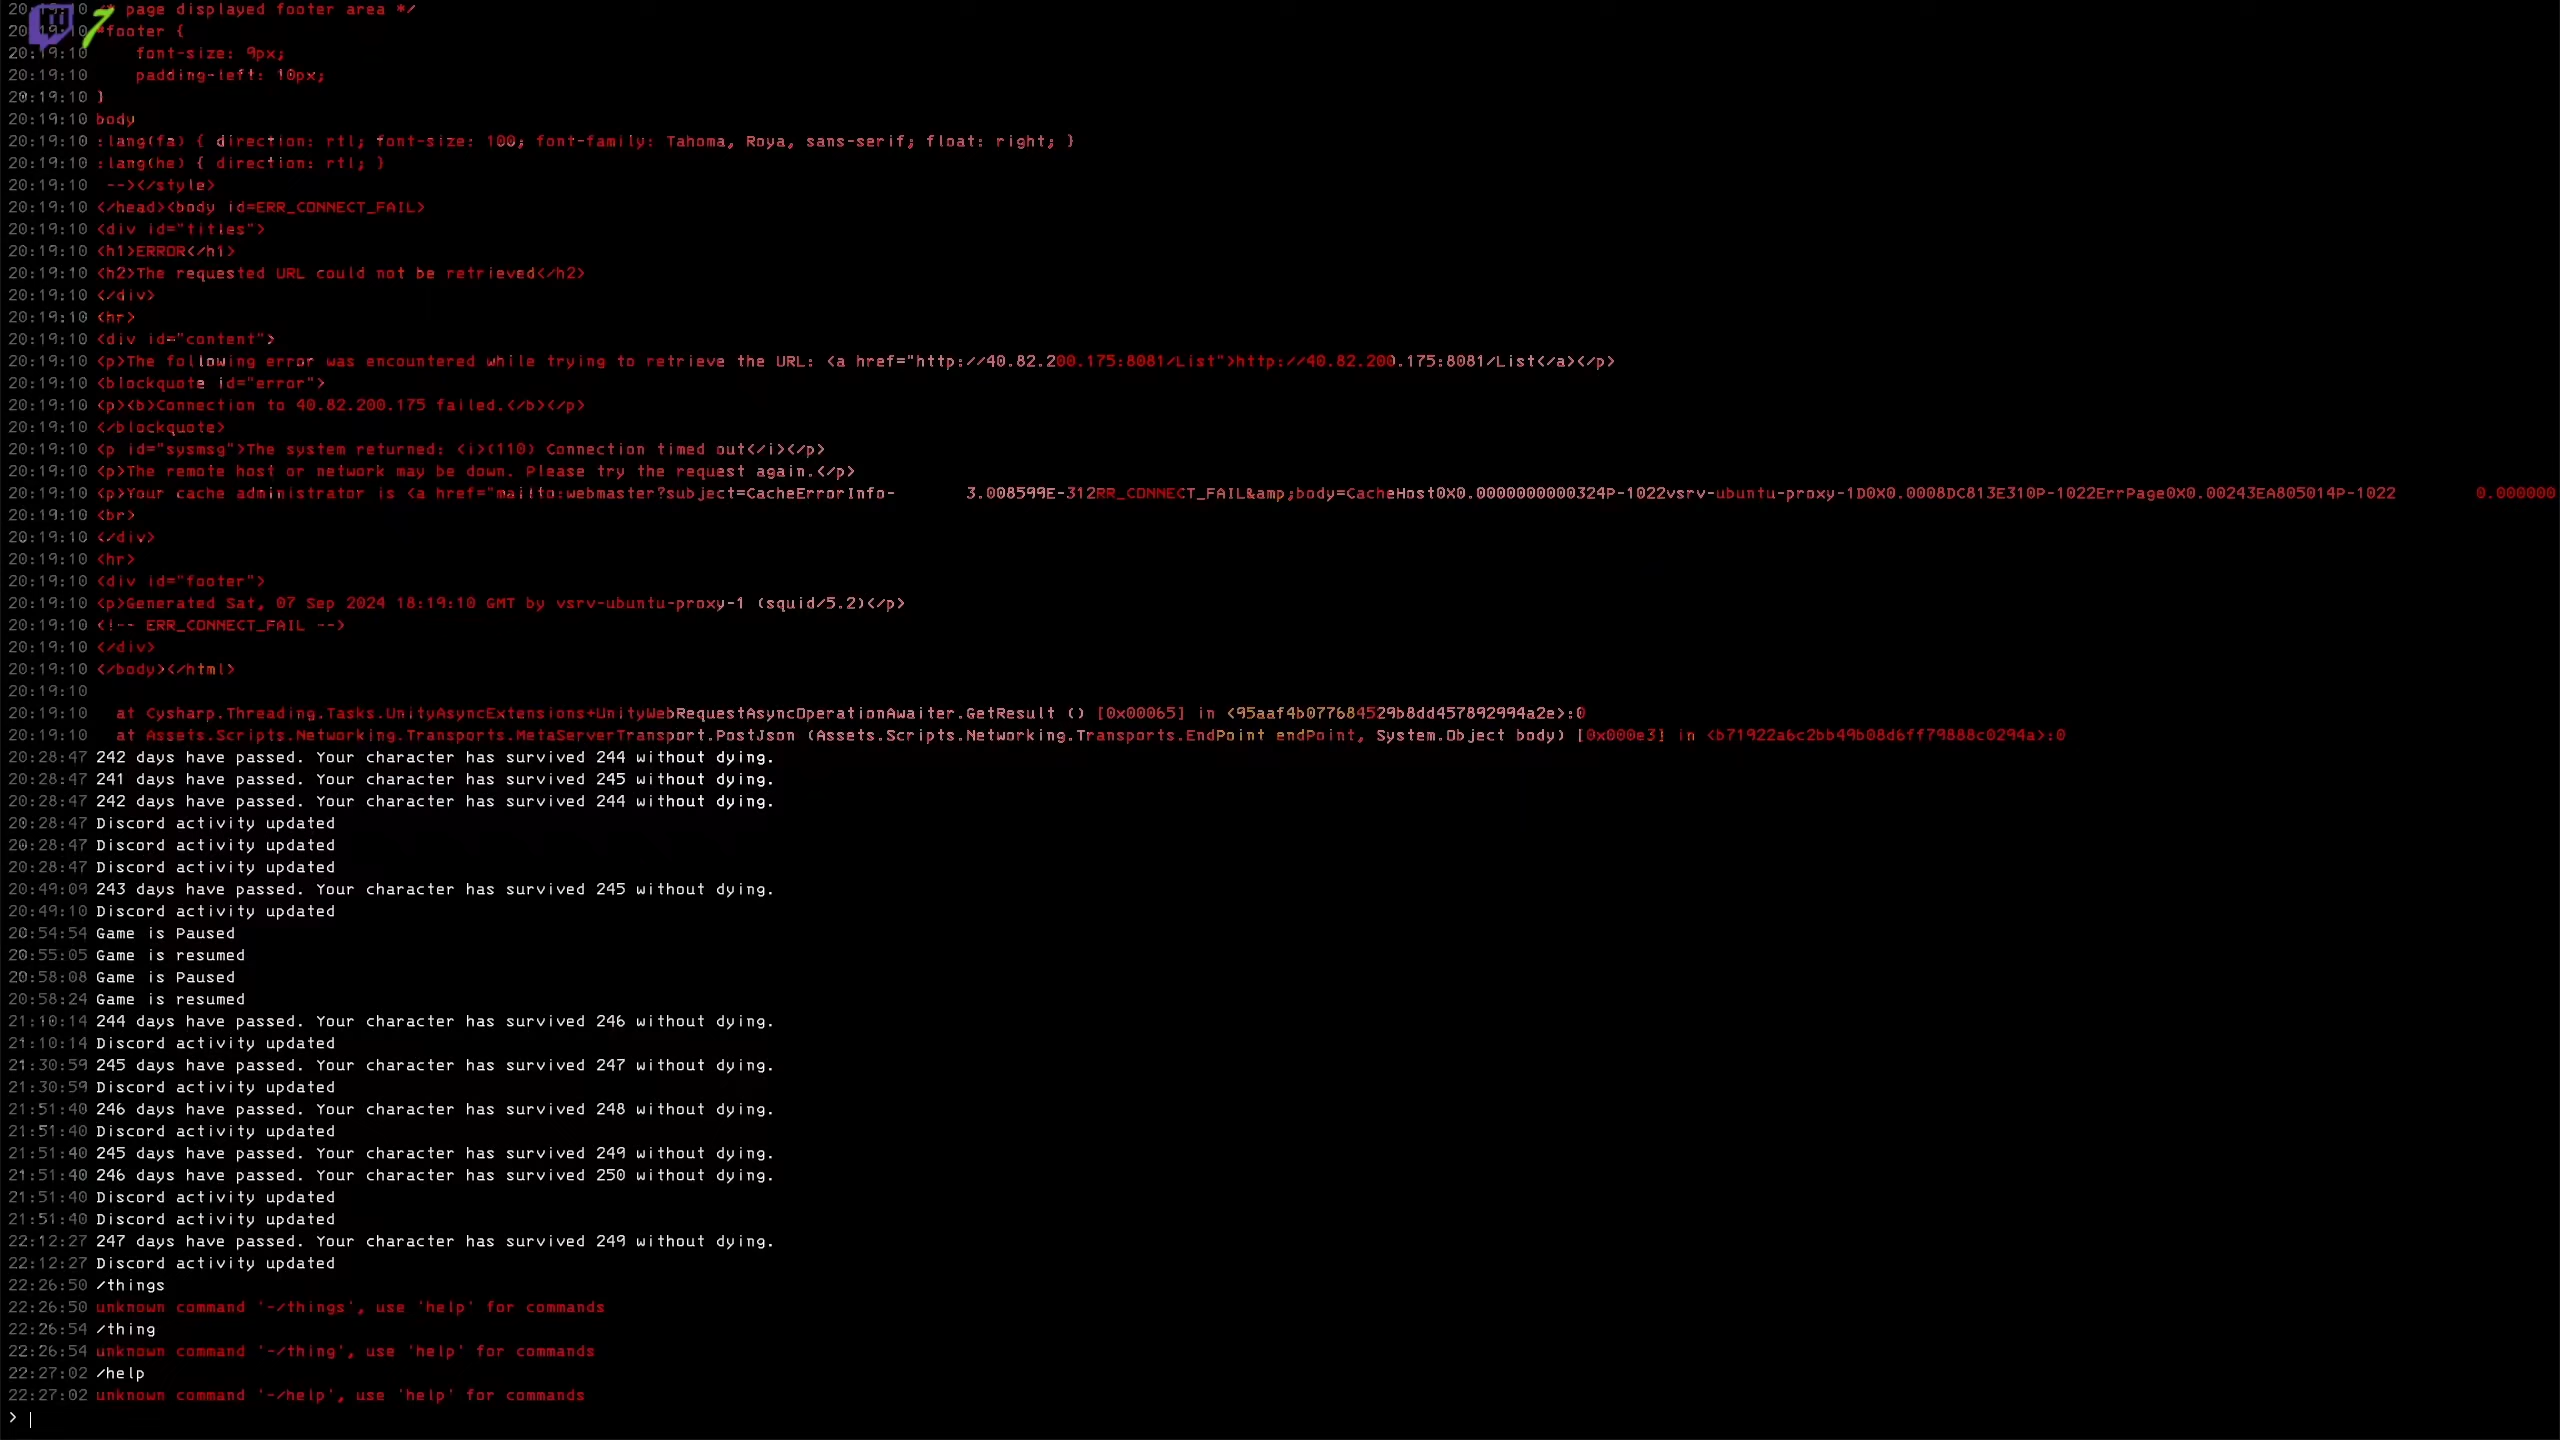 20:19:10 /* page displayed footer area */
20:19:10 #footer {
20:19:10     font-size: 9px;
20:19:10     padding-left: 10px;
20:19:10 }
20:19:10 body
20:19:10 :lang(fa) { direction: rtl; font-size: 100; font-family: Tahoma, Roya, sans-serif; float: right; }
20:19:10 :lang(he) { direction: rtl; }
20:19:10  --></style>
20:19:10 </head><body id=ERR_CONNECT_FAIL>
20:19:10 <div id="titles">
20:19:10 <h1>ERROR</h1>
20:19:10 <h2>The requested URL could not be retrieved</h2>
20:19:10 </div>
20:19:10 <hr>
20:19:10 <div id="content">
20:19:10 <p>The following error was encountered while trying to retrieve the URL: <a href="http://40.82.200.175:8081/List">http://40.82.200.175:8081/List</a></p>
20:19:10 <blockquote id="error">
20:19:10 <p><b>Connection to 40.82.200.175 failed.</b></p>
20:19:10 </blockquote>
20:19:10 <p id="sysmsg">The system returned: <i>(110) Connection timed out</i></p>
20:19:10 <p>The remote host or network may be down. Please try the request again.</p>
20:19:10 <p>Your cache administrator is <a href="mailto:webmaster?subject=CacheErrorInfo-       3.008599E-312RR_CONNECT_FAIL&amp;body=CacheHost0X0.0000000000324P-1022vsrv-ubuntu-proxy-1D0X0.0008DC813E310P-1022ErrPage0X0.00243EA805014P-1022        0.000000
20:19:10 <br>
20:19:10 </div>
20:19:10 <hr>
20:19:10 <div id="footer">
20:19:10 <p>Generated Sat, 07 Sep 2024 18:19:10 GMT by vsrv-ubuntu-proxy-1 (squid/5.2)</p>
20:19:10 <!-- ERR_CONNECT_FAIL -->
20:19:10 </div>
20:19:10 </body></html>
20:19:10
20:19:10   at Cysharp.Threading.Tasks.UnityAsyncExtensions+UnityWebRequestAsyncOperationAwaiter.GetResult () [0x00065] in <95aaf4b077684529b8dd457892994a2e>:0
20:19:10   at Assets.Scripts.Networking.Transports.MetaServerTransport.PostJson (Assets.Scripts.Networking.Transports.EndPoint endPoint, System.Object body) [0x000e3] in <b71922a6c2bb49b08d6ff79888c0294a>:0
20:28:47 242 days have passed. Your character has survived 244 without dying.
20:28:47 241 days have passed. Your character has survived 245 without dying.
20:28:47 242 days have passed. Your character has survived 244 without dying.
20:28:47 Discord activity updated
20:28:47 Discord activity updated
20:28:47 Discord activity updated
20:49:09 243 days have passed. Your character has survived 245 without dying.
20:49:10 Discord activity updated
20:54:54 Game is Paused
20:55:05 Game is resumed
20:58:08 Game is Paused
20:58:24 Game is resumed
21:10:14 244 days have passed. Your character has survived 246 without dying.
21:10:14 Discord activity updated
21:30:59 245 days have passed. Your character has survived 247 without dying.
21:30:59 Discord activity updated
21:51:40 246 days have passed. Your character has survived 248 without dying.
21:51:40 Discord activity updated
21:51:40 245 days have passed. Your character has survived 249 without dying.
21:51:40 246 days have passed. Your character has survived 250 without dying.
21:51:40 Discord activity updated
21:51:40 Discord activity updated
22:12:27 247 days have passed. Your character has survived 249 without dying.
22:12:27 Discord activity updated
22:26:50 /things
22:26:50 unknown command '-/things', use 'help' for commands
22:26:54 /thing
22:26:54 unknown command '-/thing', use 'help' for commands
22:27:02 /help
22:27:02 unknown command '-/help', use 'help' for commands
>